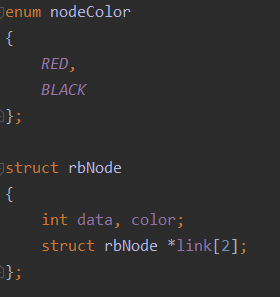 enum nodeColor
{
    RED,
    BLACK
};
struct rbNode
{
    int data, color;
    struct rbNode *link[2];
};